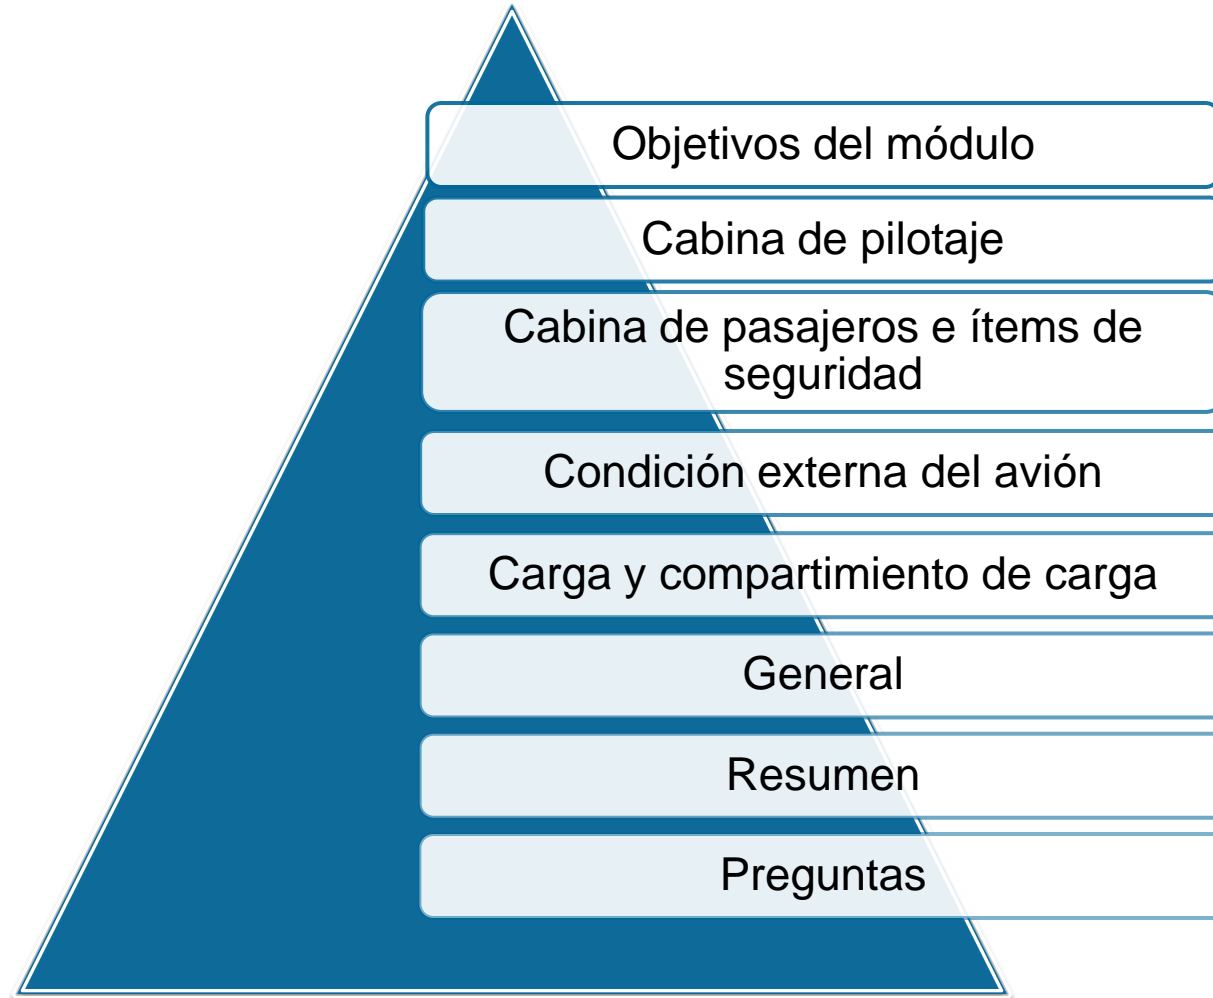 Objetivos del módulo
Cabina de pilotaje
Cabina de pasajeros e ítems de
seguridad
Condición externa del avión
Carga y compartimiento de carga
General
Resumen
Preguntas